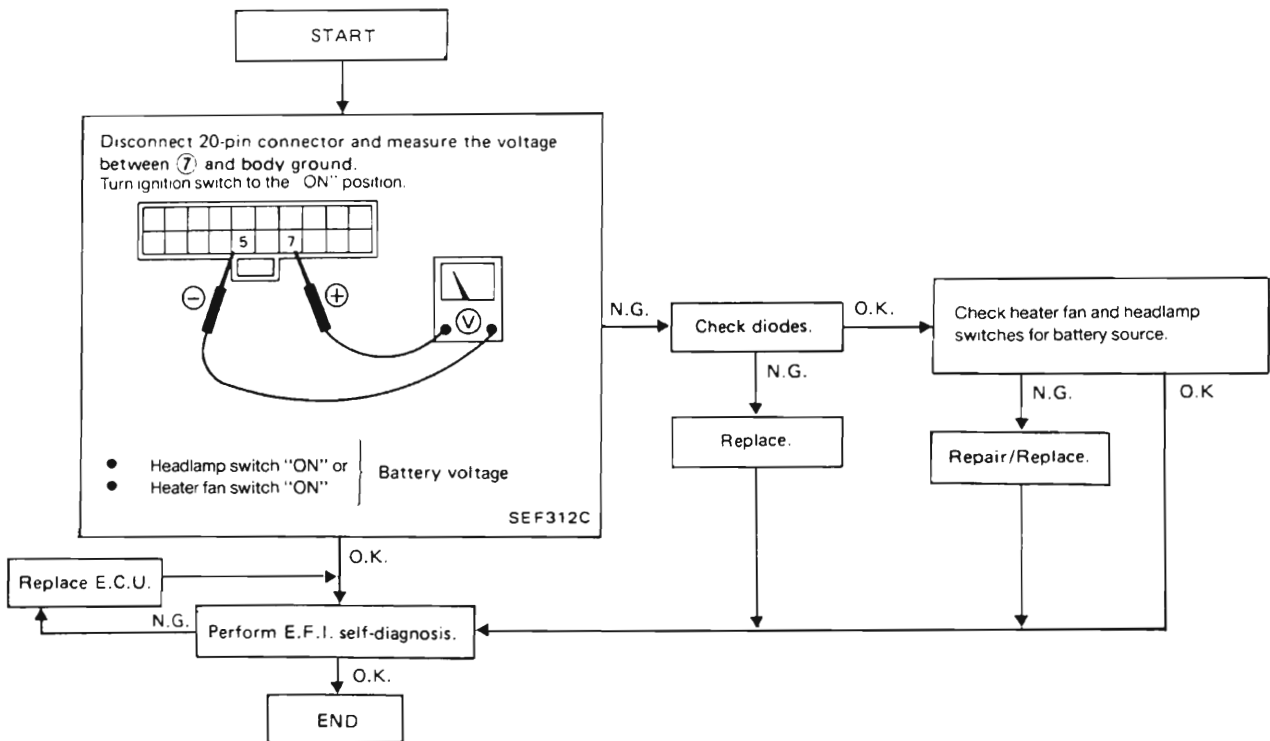 START
Disconnect 20-pin connector and measure the voltage
between ⑦ and body ground.
Turn ignition switch to the ON" position.
5 7
⊖ ⊕
V
Headlamp switch "ON" or
Heater fan switch "ON"
Battery voltage
SEF312C
N.G.
Check diodes.
O.K.
Check heater fan and headlamp
switches for battery source.
N.G.
Replace.
N.G.
Repair/Replace.
O.K
O.K.
Replace E.C.U.
N.G.
Perform E.F.I. self-diagnosis.
O.K.
END